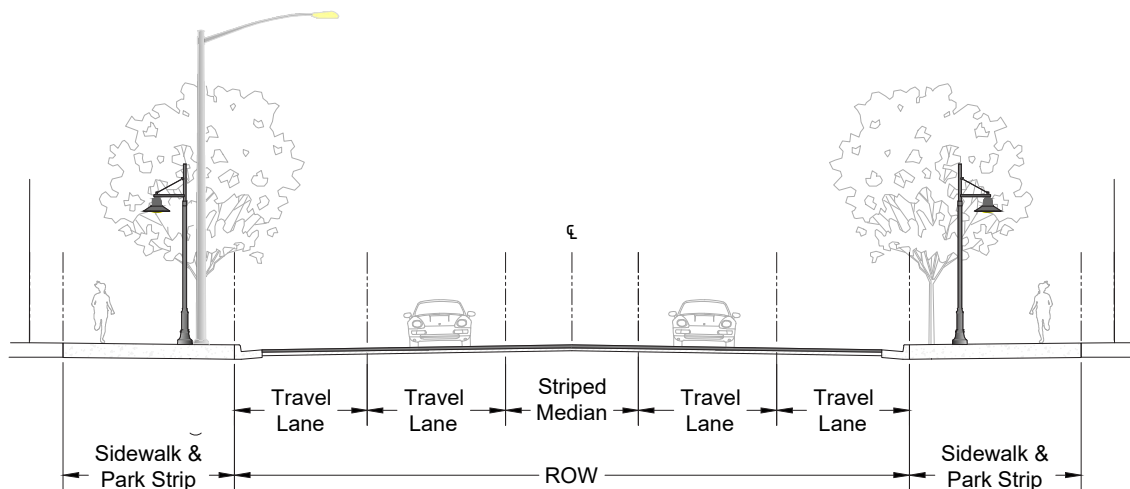 ℄
Travel
Lane
Travel
Lane
Striped
Median
Travel
Lane
Travel
Lane
Sidewalk &
Park Strip
ROW
Sidewalk &
Park Strip